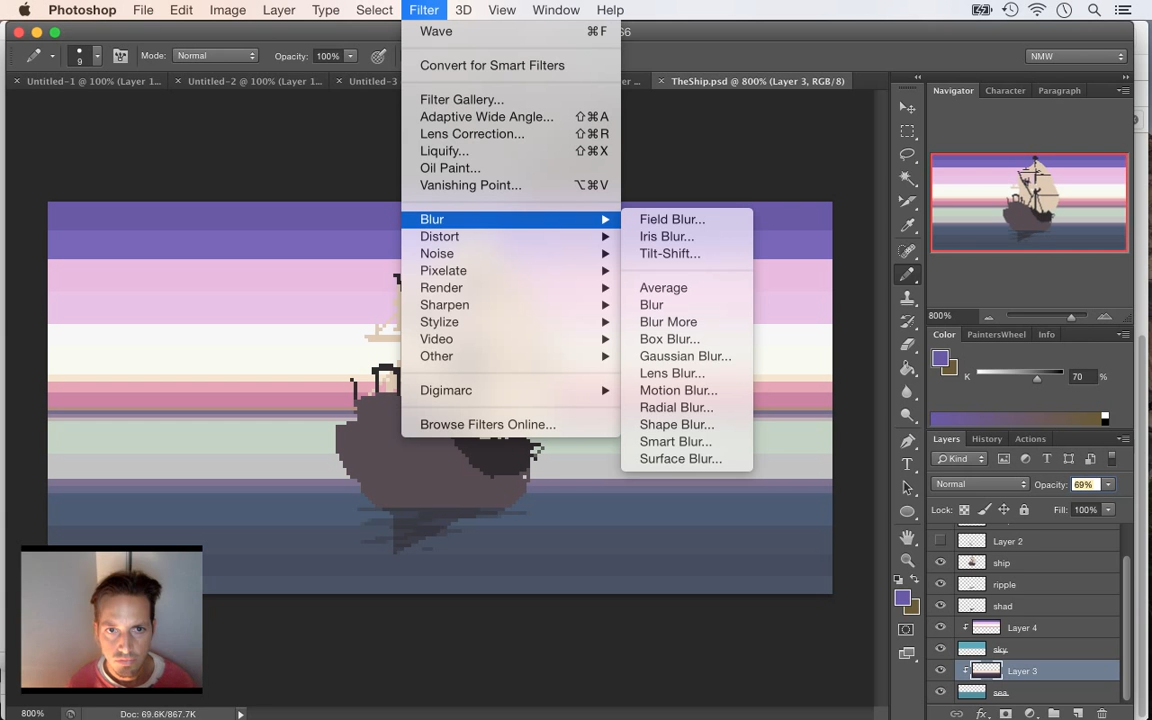 Photoshop File Edit Image Layer Type Select Filter 3D View Window Help
S6
9 Mode: Normal Opacity: 100% NMW
Untitled-1 @ 100% (Layer 1... Untitled-2 @ 100% (Layer 1... Untitled-3 er ... TheShip.psd @ 800% (Layer 3, RGB/8)
Wave ⌘F
Convert for Smart Filters
Filter Gallery...
Adaptive Wide Angle... ⇧⌘A
Lens Correction... ⇧⌘R
Liquify... ⇧⌘X
Oil Paint...
Vanishing Point... ⌥⌘V
Blur
Distort
Noise
Pixelate
Render
Sharpen
Stylize
Video
Other
Digimarc
Browse Filters Online...
Field Blur...
Iris Blur...
Tilt-Shift...
Average
Blur
Blur More
Box Blur...
Gaussian Blur...
Lens Blur...
Motion Blur...
Radial Blur...
Shape Blur...
Smart Blur...
Surface Blur...
Navigator Character Paragraph
800%
Color PaintersWheel Info
K 70 %
Layers History Actions
Kind
Normal Opacity: 69%
Lock: Fill: 100%
Layer 2
ship
ripple
shad
Layer 4
sky
Layer 3
sea
800% Doc: 69.6K/867.7K